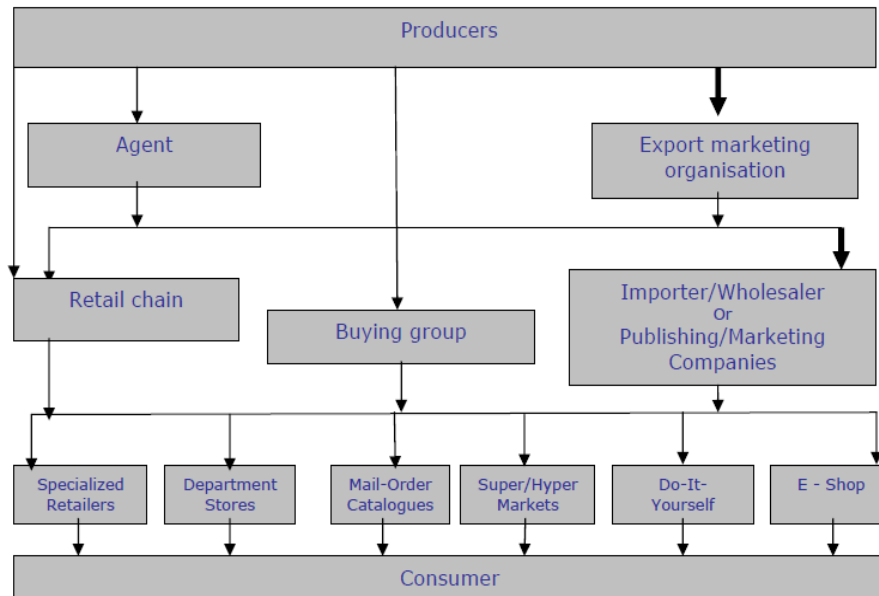 Producers
Agent
Export marketing
organisation
Retail chain
Buying group
Importer/Wholesaler
Or
Publishing/Marketing
Companies
Specialized
Retailers
Department
Stores
Mail-Order
Catalogues
Super/Hyper
Markets
Do-It-
Yourself
E - Shop
Consumer